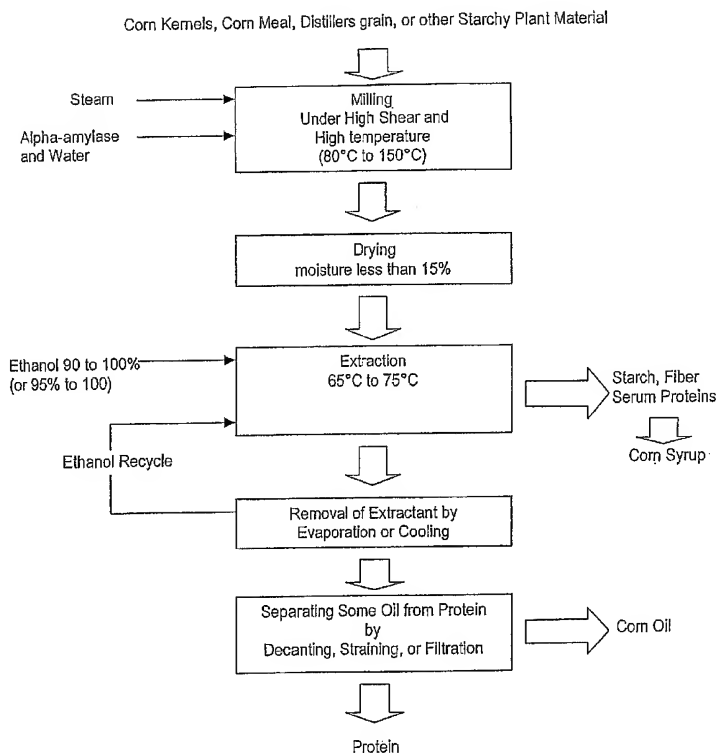 Corn Kernels, Corn Meal, Distillers grain, or other Starchy Plant Material
Steam
Alpha-amylase
and Water
Milling
Under High Shear and
High temperature
(80°C to 150°C)
Drying
moisture less than 15%
Ethanol 90 to 100%
(or 95% to 100)
Extraction
65°C to 75°C
Starch, Fiber
Serum Proteins
Corn Syrup
Ethanol Recycle
Removal of Extractant by
Evaporation or Cooling
Separating Some Oil from Protein
by
Decanting, Straining, or Filtration
Corn Oil
Protein